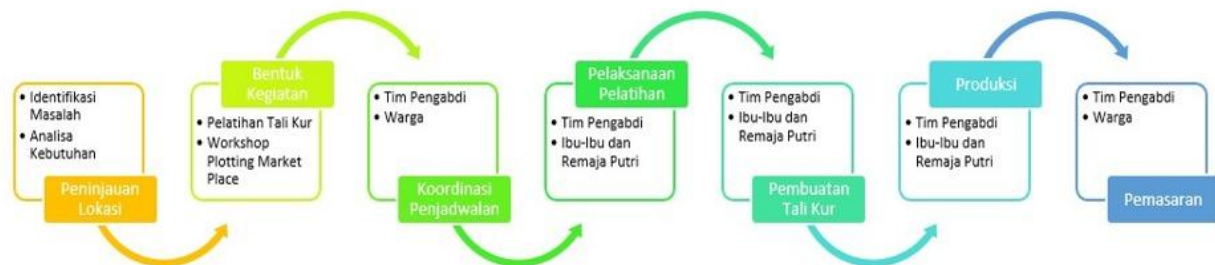 • Identifikasi
Masalah
• Analisa
Kebutuhan
Peninjauan
Lokasi
Bentuk
Kegiatan
• Pelatihan Tali Kur
• Workshop
Plotting Market
Place
• Tim Pengabdi
• Warga
Koordinasi
Penjadwalan
Pelaksanaan
Pelatihan
• Tim Pengabdi
• Ibu-Ibu dan
Remaja Putri
• Tim Pengabdi
• Ibu-Ibu dan
Remaja Putri
Pembuatan
Tali Kur
Produksi
• Tim Pengabdi
• Ibu-Ibu dan
Remaja Putri
• Tim Pengabdi
• Warga
Pemasaran